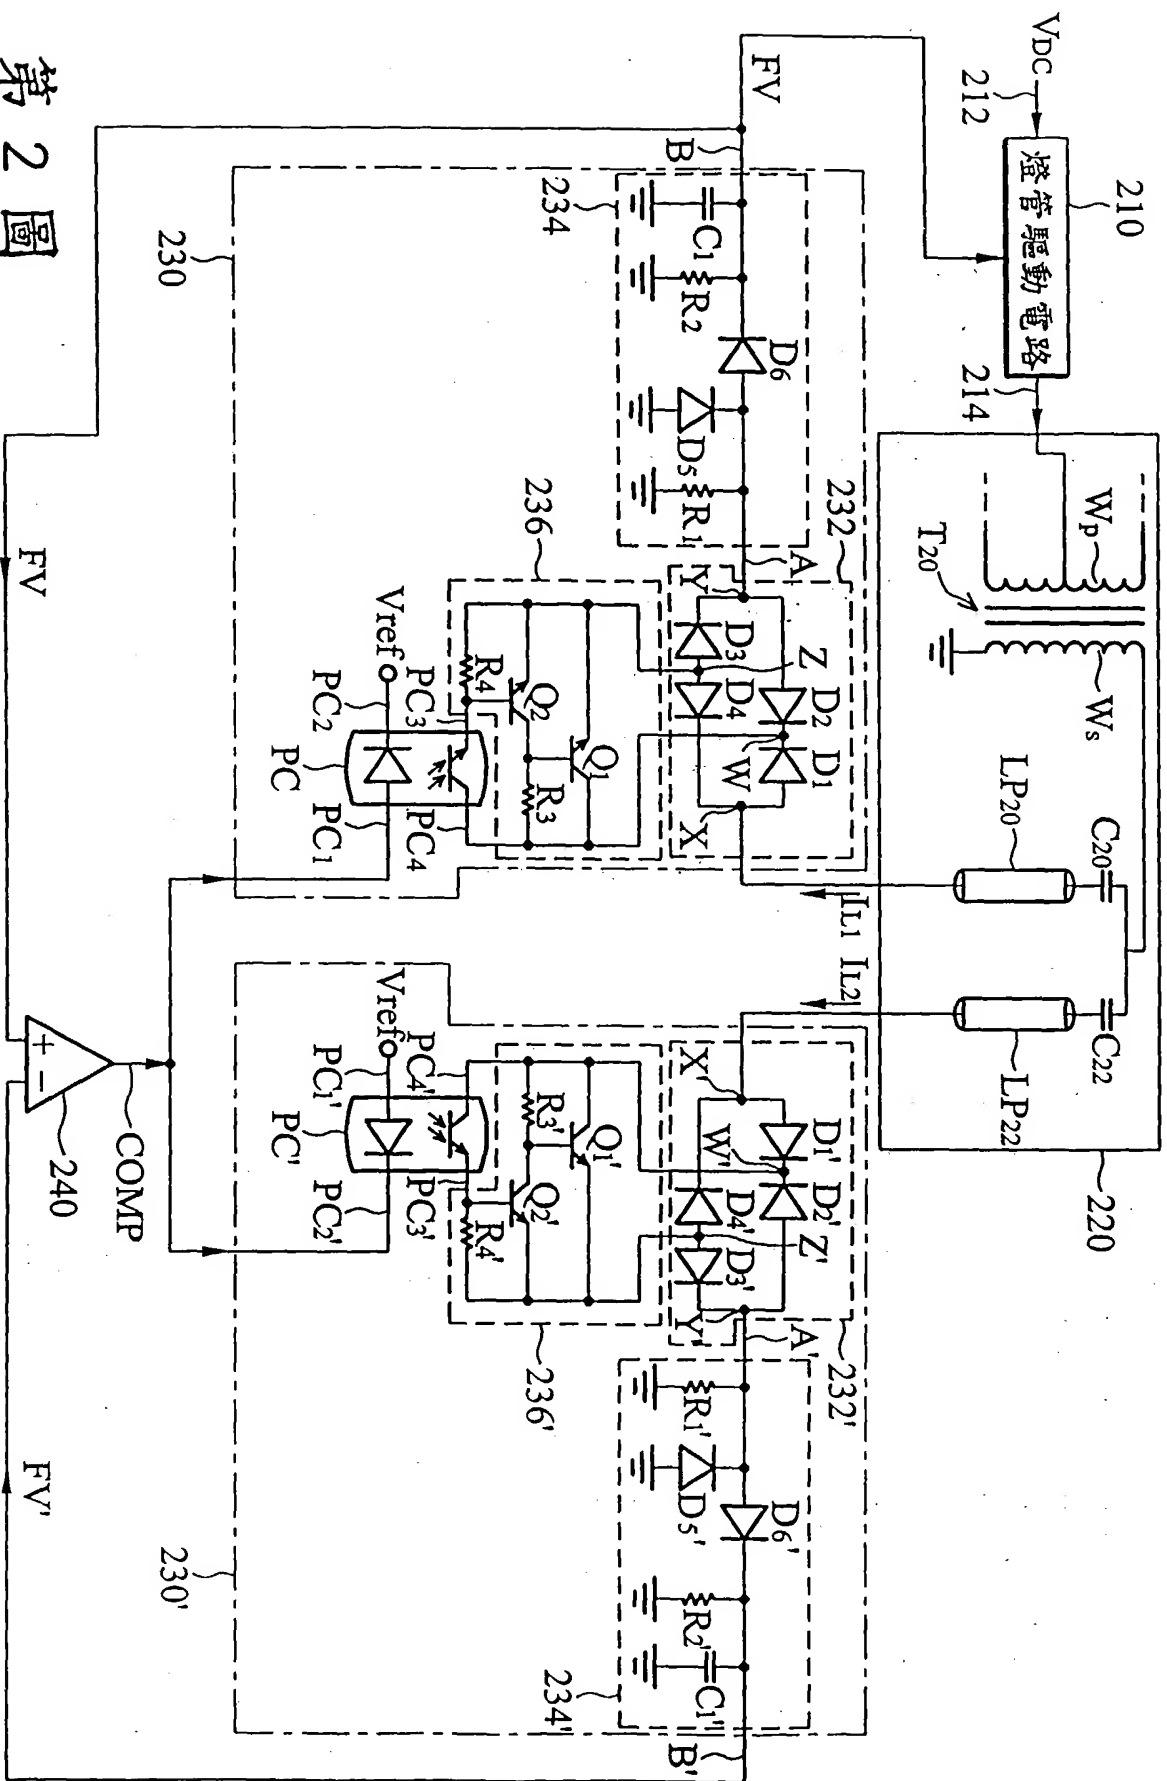 VDC
212
210
燈管驅動電路
214
Wp
T20
Ws
LP20
C20
C22
LP22
220
IL1
IL2
FV
B
234
C1
R2
D6
D5
R1
A
232
Y
D3
Z
D4
D2
W
D1
X
236
R4
Q2
Q1
R3
Vref
PC3
PC2
PC
PC1
PC4
230
X'
W'
D1'
D2'
D4'
Z'
D3'
Y'
A'
232'
R1'
D5'
D6'
R2'
C1'
234'
B'
Vref
PC4'
PC1'
PC'
PC2'
PC3'
R3'
Q1'
Q2'
R4'
236'
230'
FV
+
−
240
COMP
FV'
第 2 圖